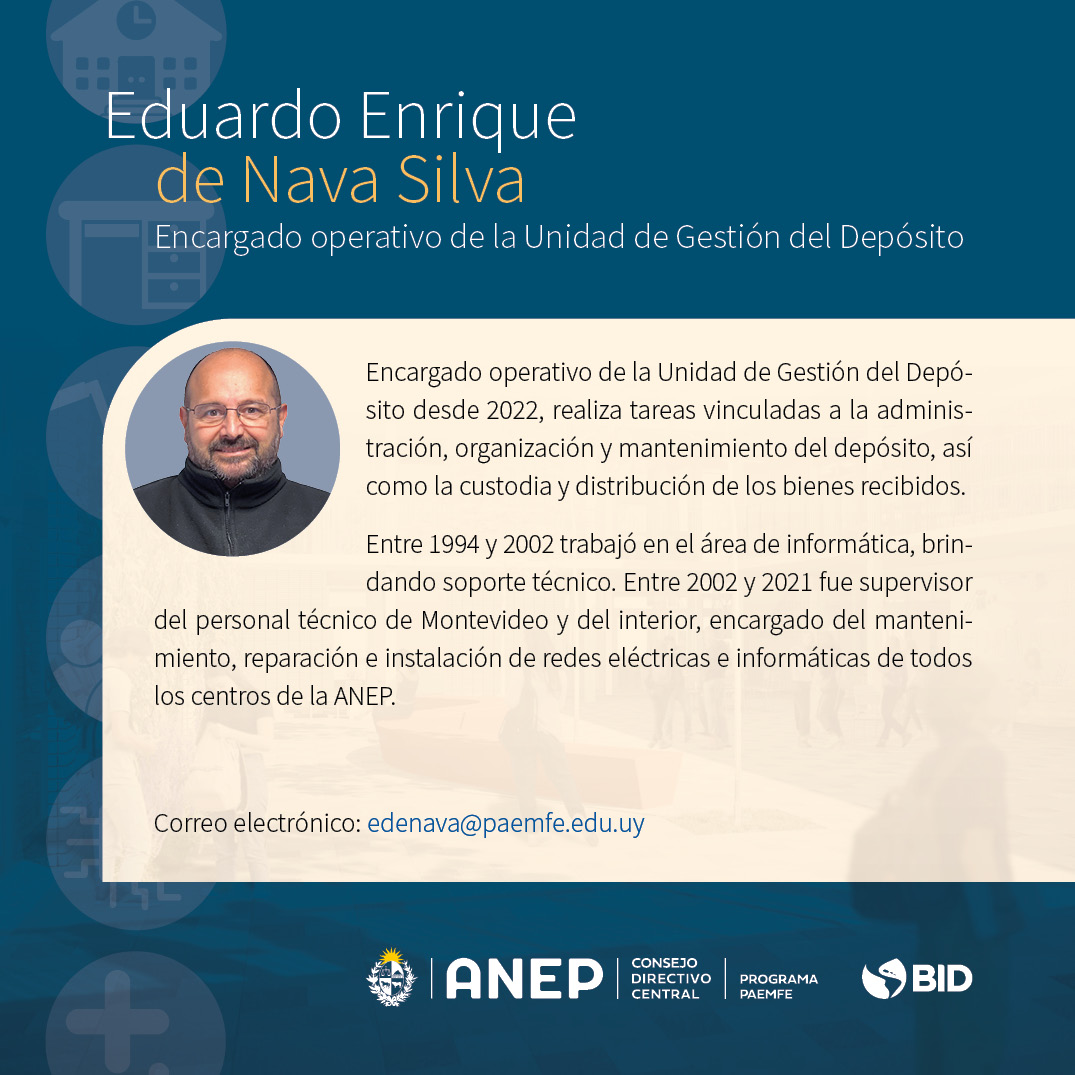 Eduardo Enrique
de Nava Silva
Encargado operativo de la Unidad de Gestión del Depósito
Encargado operativo de la Unidad de Gestión del Depó-
sito desde 2022, realiza tareas vinculadas a la adminis-
tración, organización y mantenimiento del depósito, así
como la custodia y distribución de los bienes recibidos.
Entre 1994 y 2002 trabajó en el área de informática, brin-
dando soporte técnico. Entre 2002 y 2021 fue supervisor
del personal técnico de Montevideo y del interior, encargado del manteni-
miento, reparación e instalación de redes eléctricas e informáticas de todos
los centros de la ANEP.
Correo electrónico: edenava@paemfe.edu.uy
ANEP
CONSEJO
DIRECTIVO
CENTRAL
PROGRAMA
PAEMFE
BID